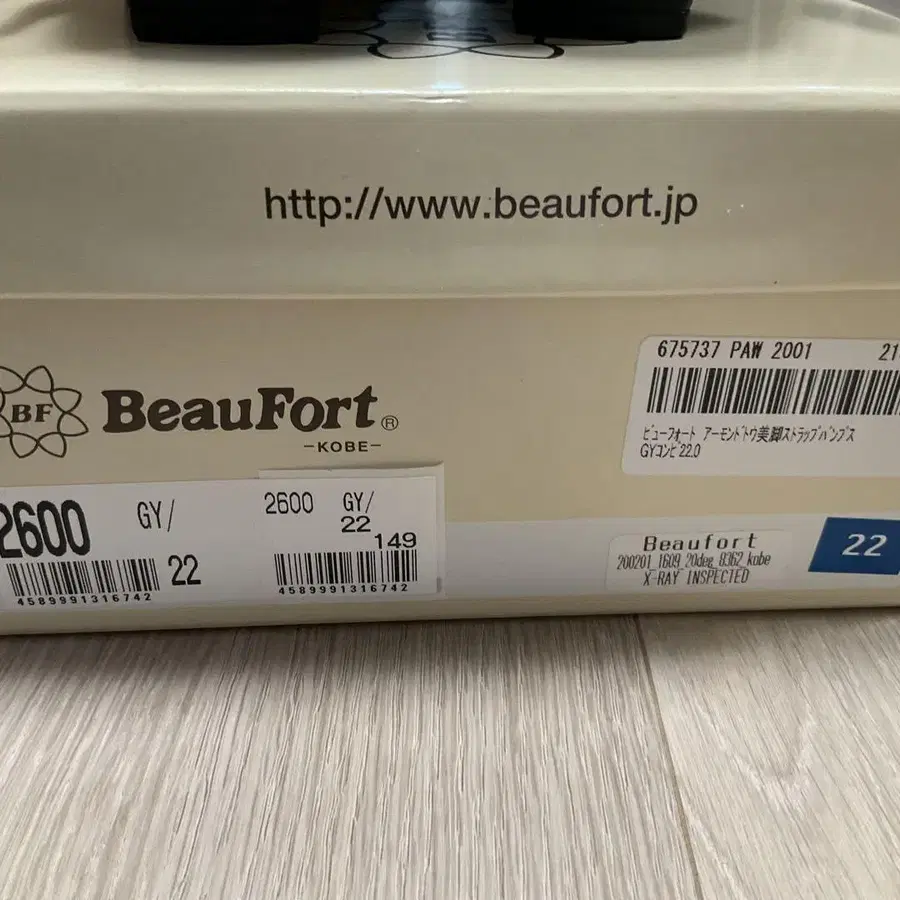 http://www.beaufort.jp
BF
BeauFort®
-KOBE-
675737 PAW 2001
ビューフォート アーモンドトウ美脚ストラップパンプス
GYコンビ22.0
2600 GY/
22
4589991316742
2600 GY/
22
149
4589991316742
Beaufort
200201_1609_20deg_8362_kobe
X-RAY INSPECTED
22